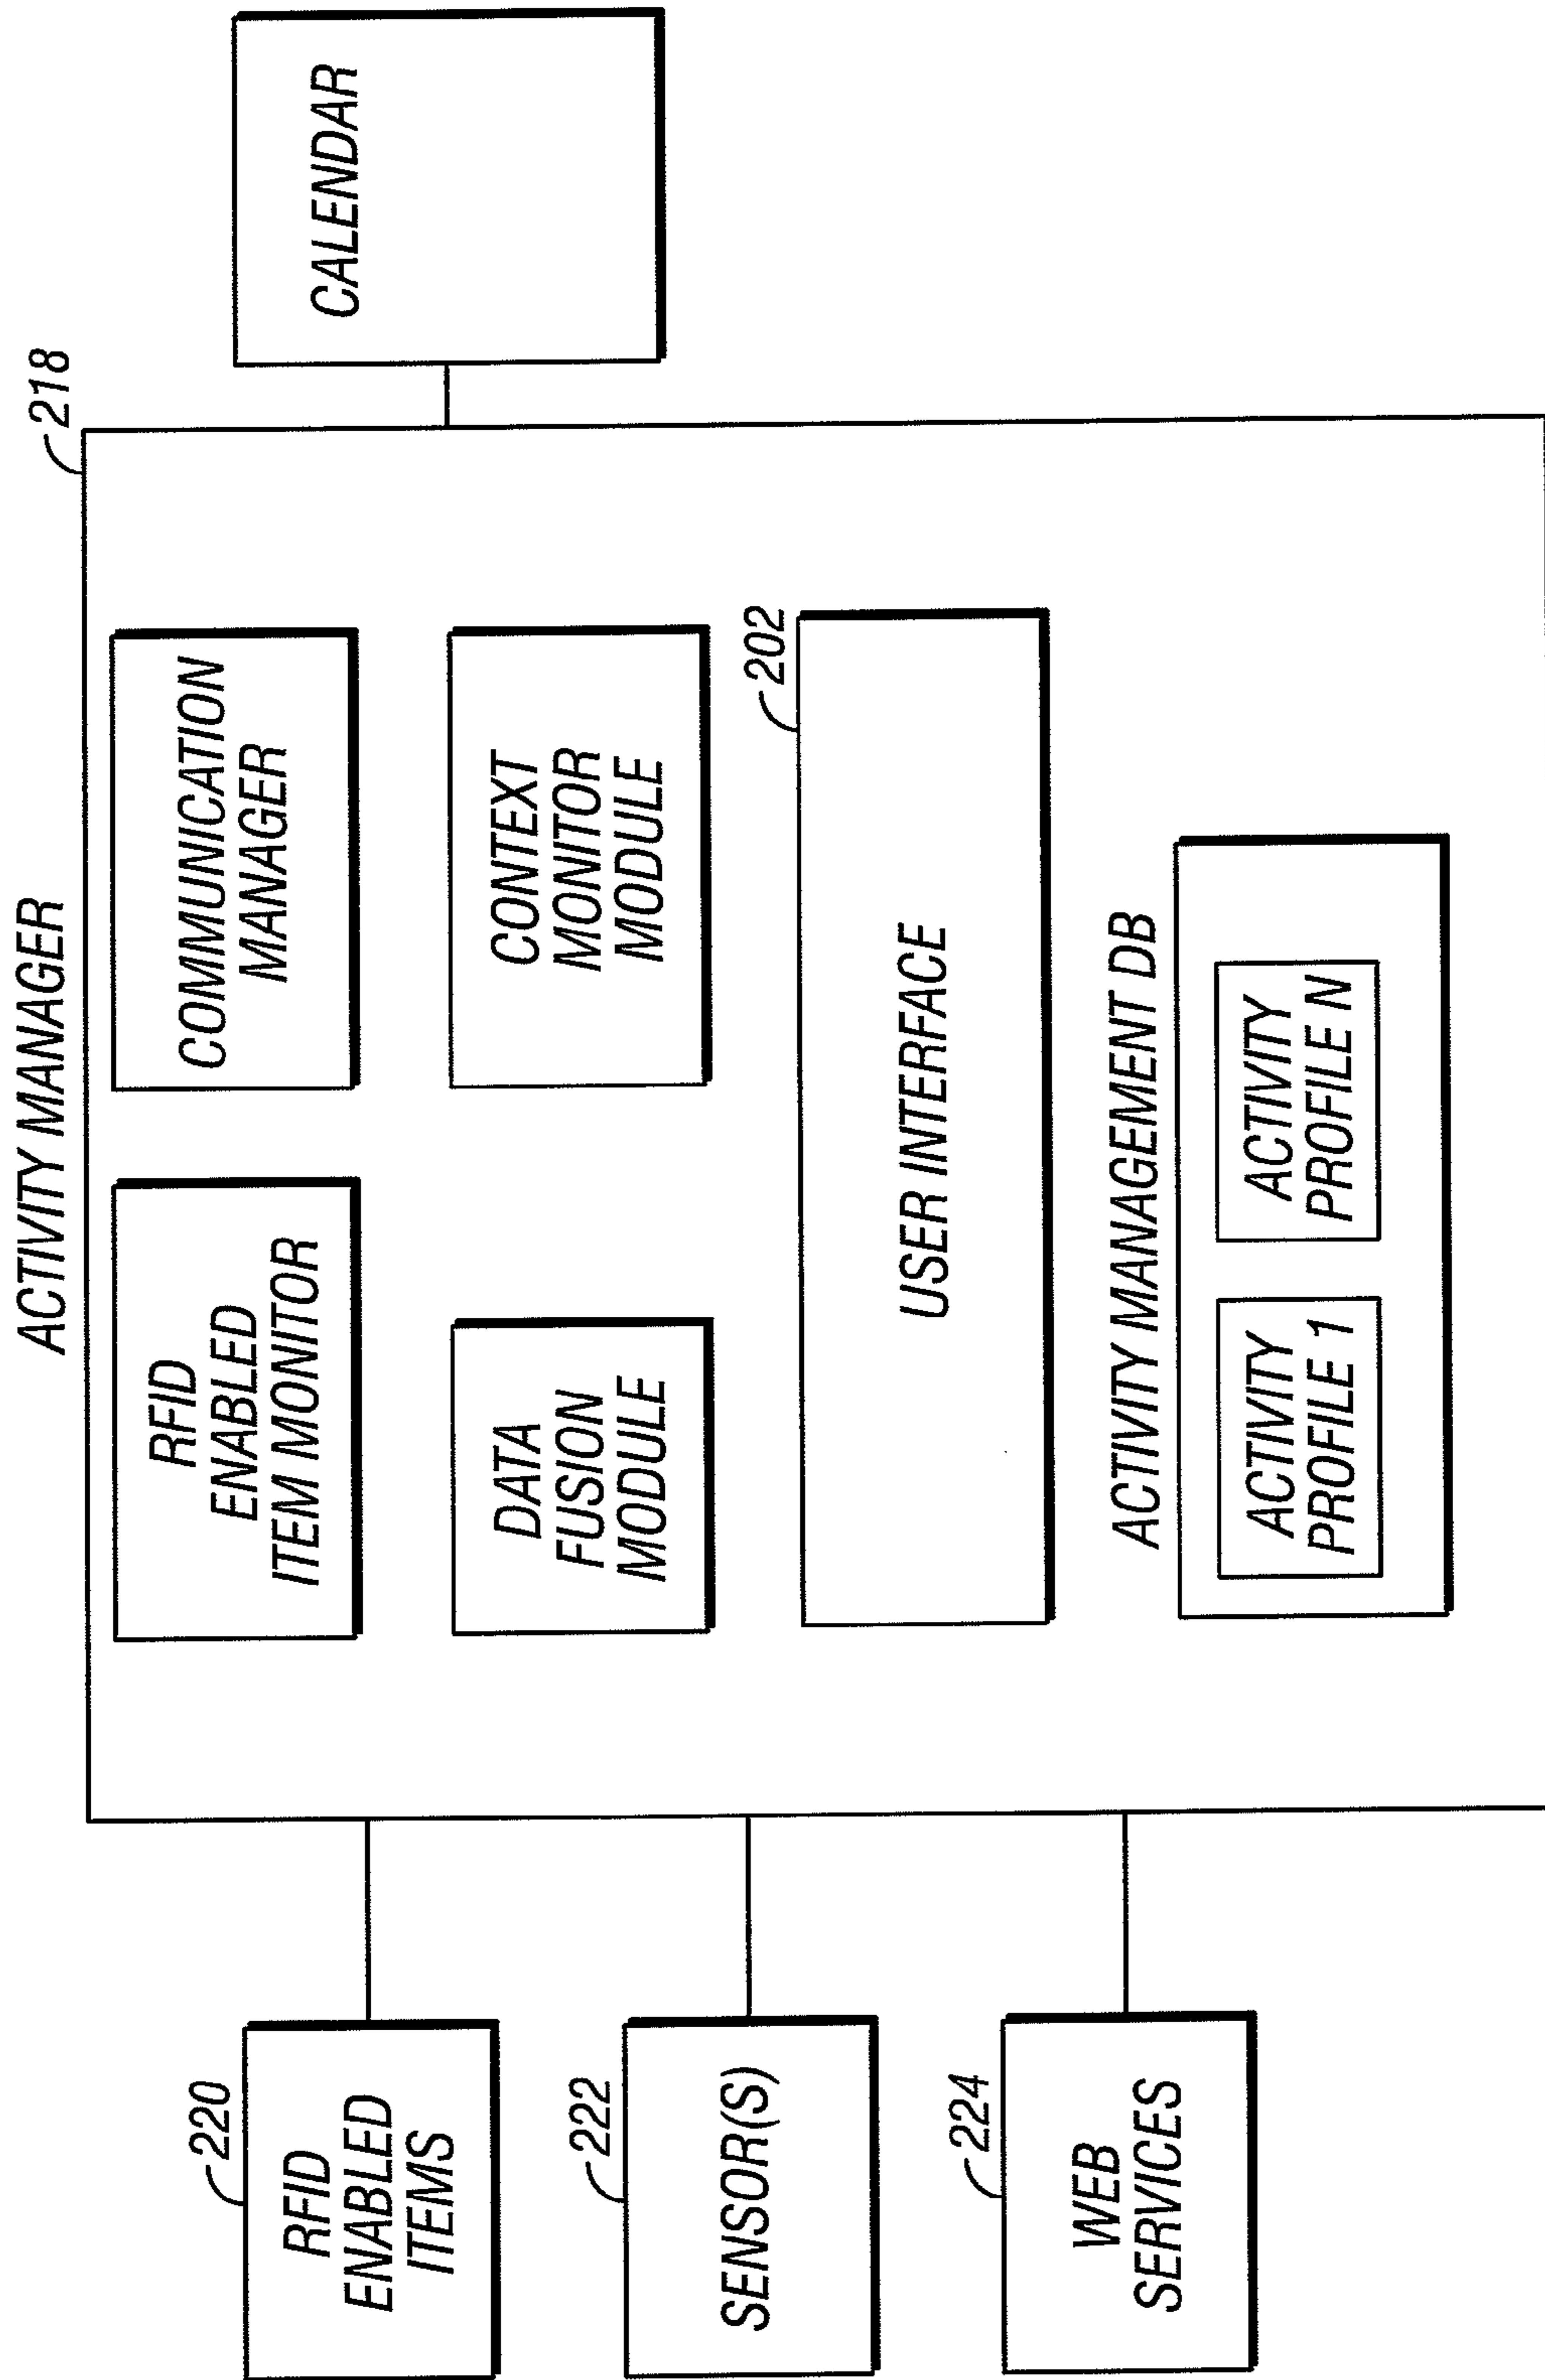 ACTIVITY MANAGER
218
220
RFID
ENABLED
ITEMS
222
SENSOR(S)
224
WEB
SERVICES
RFID
ENABLED
ITEM MONITOR
COMMUNICATION
MANAGER
DATA
FUSION
MODULE
CONTEXT
MONITOR
MODULE
202
USER INTERFACE
ACTIVITY MANAGEMENT DB
ACTIVITY
PROFILE 1
ACTIVITY
PROFILE N
CALENDAR